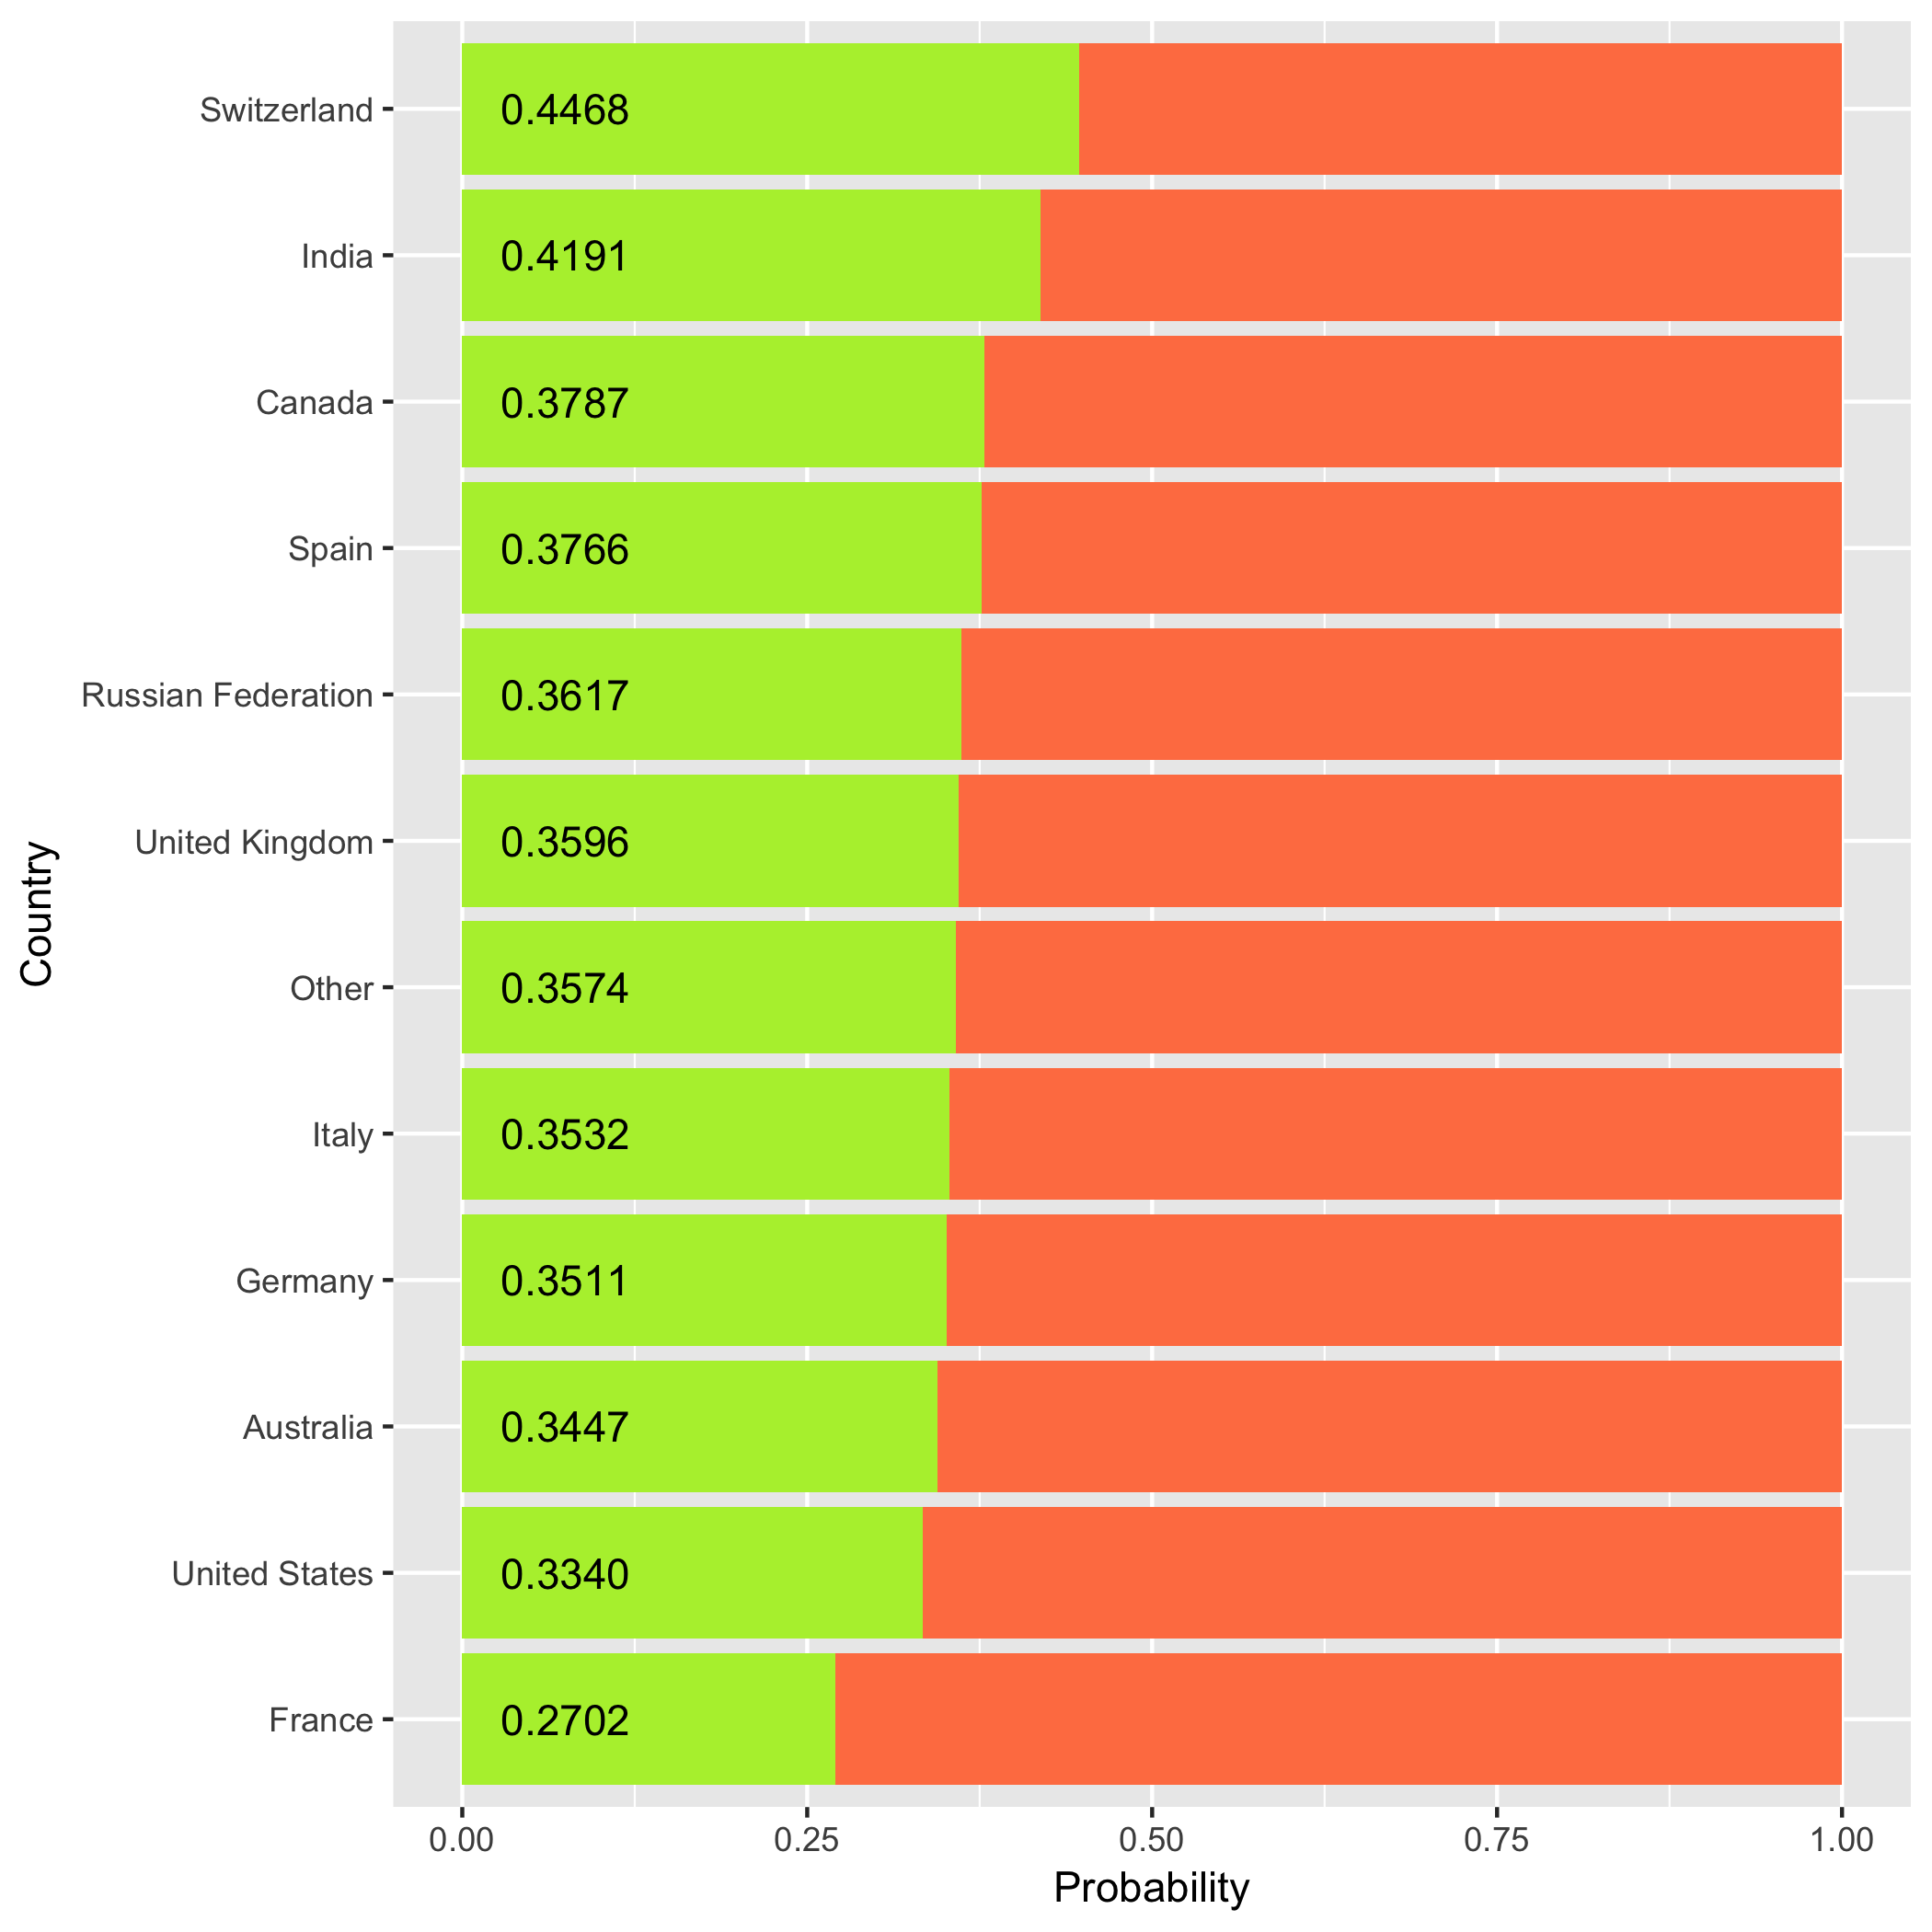 Country
Switzerland 0.4468
India 0.4191
Canada 0.3787
Spain 0.3766
Russian Federation 0.3617
United Kingdom 0.3596
Other 0.3574
Italy 0.3532
Germany 0.3511
Australia 0.3447
United States 0.3340
France 0.2702
0.00 0.25 0.50 0.75 1.00
Probability